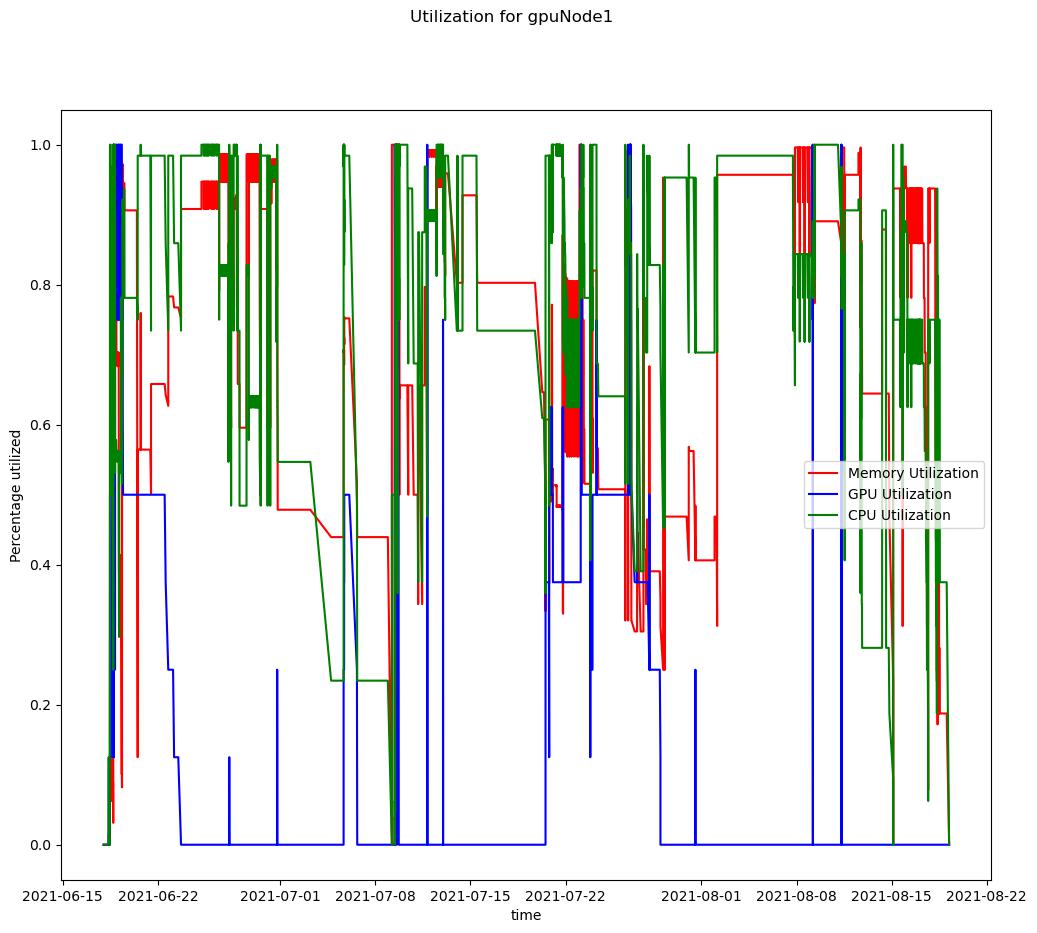 Utilization for gpuNode1
Percentage utilized
1.0
0.8
0.6
0.4
0.2
0.0
Memory Utilization
GPU Utilization
CPU Utilization
2021-06-15
2021-06-22
2021-07-01
2021-07-08
2021-07-15
2021-07-22
2021-08-01
2021-08-08
2021-08-15
2021-08-22
time